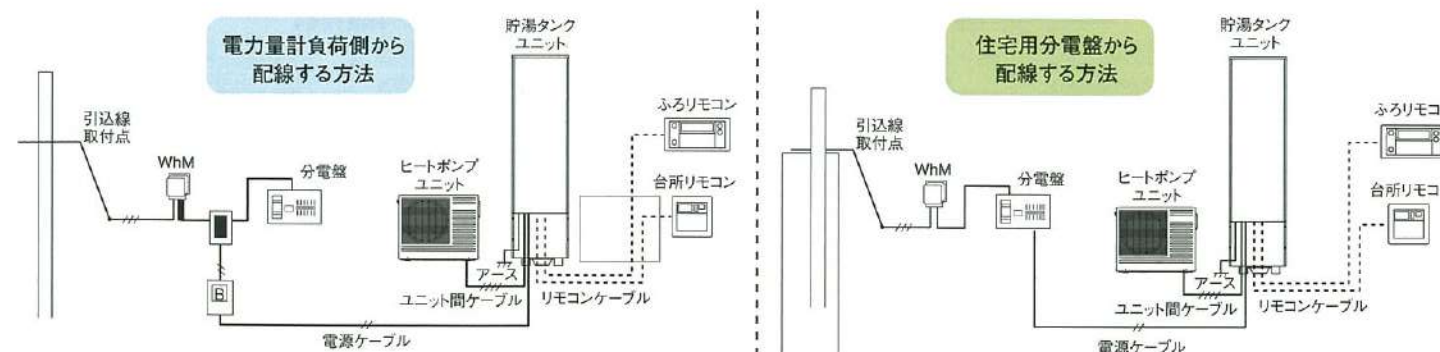 電力量計負荷側から
配線する方法
貯湯タンク
ユニット
引込線
取付点
WhM
分電盤
ヒートポンプ
ユニット
ふろリモコン
台所リモコン
B
アース
ユニット間ケーブル
リモコンケーブル
電源ケーブル
住宅用分電盤から
配線する方法
貯湯タンク
ユニット
引込線
取付点
WhM
分電盤
ヒートポンプ
ユニット
ふろリモコ
台所リモコ
アース
ユニット間ケーブル
リモコンケーブル
電源ケーブル